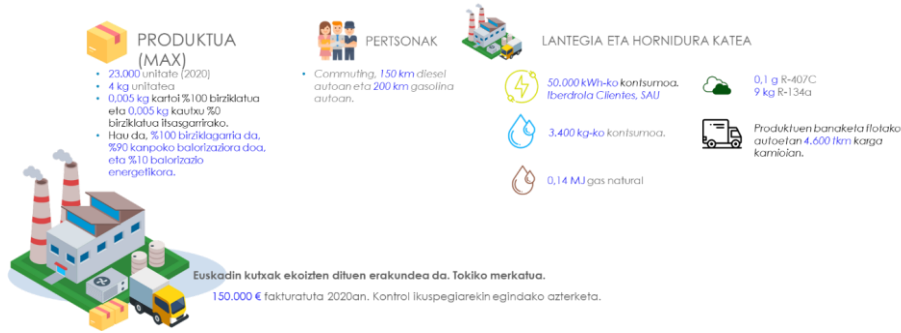 PRODUKTUA
(MAX)
• 23.000 unitate (2020)
• 4 kg unitatea
• 0,005 kg kartoi %100 birziklatua
eta 0,005 kg kautxu %0
birziklatua itsasgarrirako.
• Hau da, %100 birziklagarria da,
%90 kanpoko balorizaziora doa,
eta %10 balorizazio
energetikora.
PERTSONAK
• Commuting, 150 km diesel
autoan eta 200 km gasolina
autoan.
LANTEGIA ETA HORNIDURA KATEA
50.000 kWh-ko kontsumoa.
Iberdrola Clientes, SAU
3.400 kg-ko kontsumoa.
0,14 MJ gas natural
0,1 g R-407C
9 kg R-134a
Produktuen banaketa flotako
autoetan 4.600 tkm karga
kamioian.
Euskadin kutxak ekoizten dituen erakundea da. Tokiko merkatua.
150.000 € fakturatuta 2020an. Kontrol ikuspegiarekin egindako azterketa.